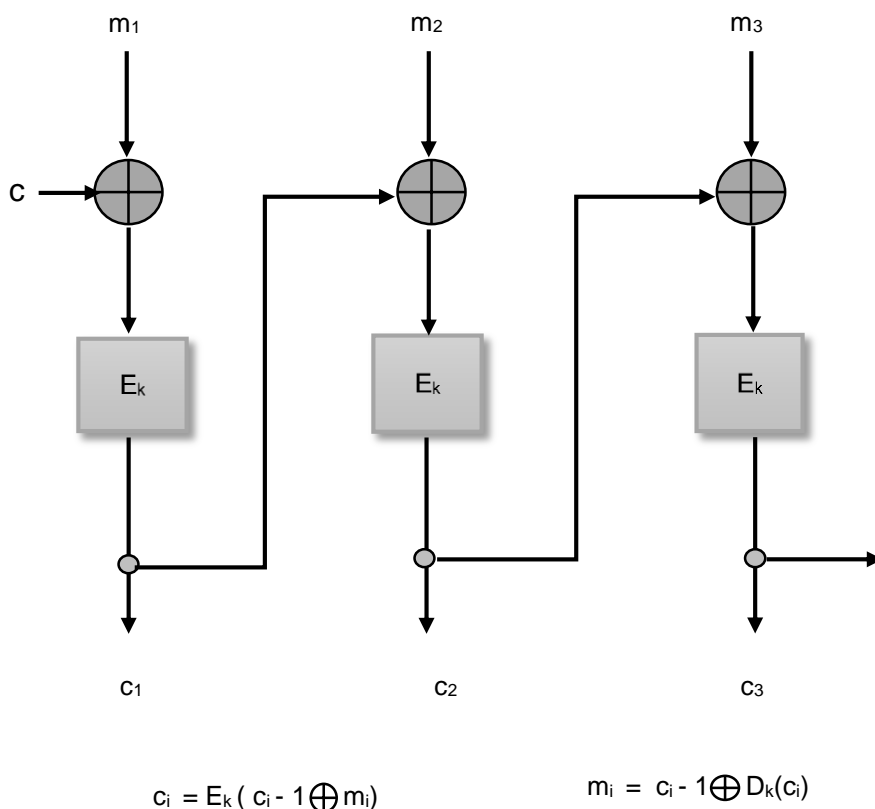 m₁ m₂ m₃
c
Eₖ Eₖ Eₖ
c₁ c₂ c₃
cᵢ = Eₖ ( cᵢ - 1 ⊕ mᵢ) mᵢ = cᵢ - 1 ⊕ Dₖ(cᵢ)